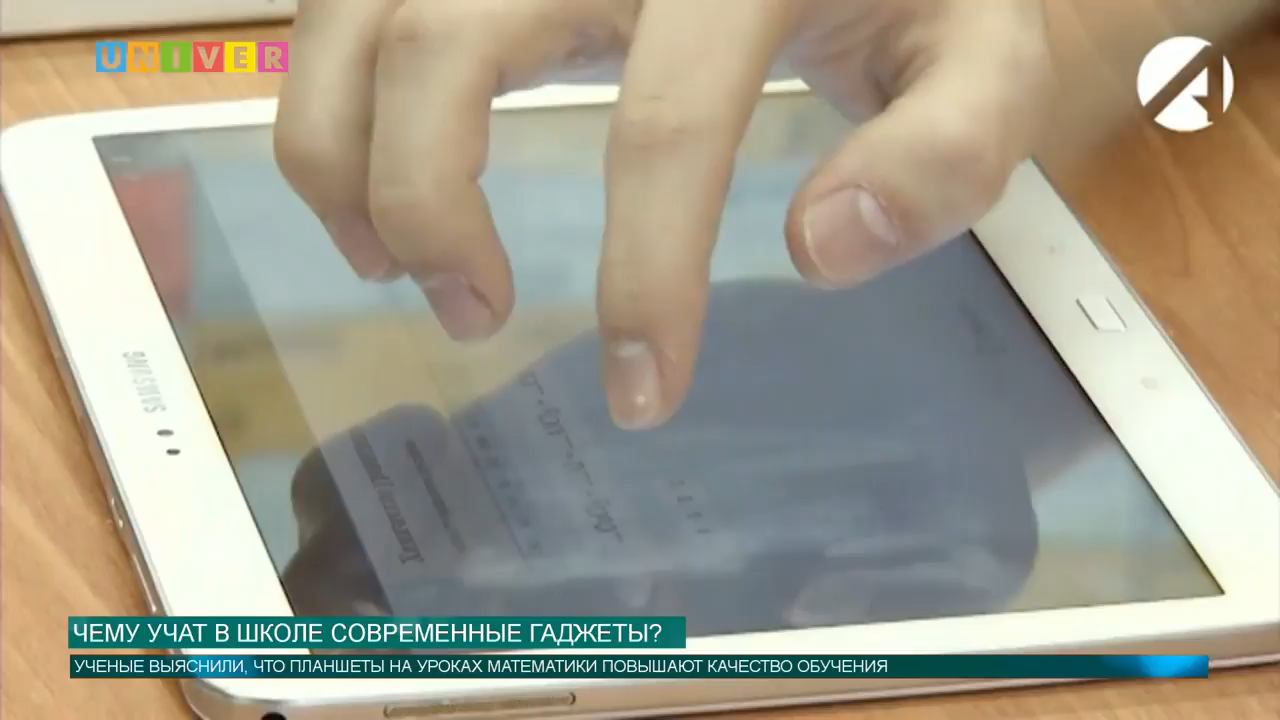 UNIVER
SAMSUNG
ЧЕМУ УЧАТ В ШКОЛЕ СОВРЕМЕННЫЕ ГАДЖЕТЫ?
УЧЕНЫЕ ВЫЯСНИЛИ, ЧТО ПЛАНШЕТЫ НА УРОКАХ МАТЕМАТИКИ ПОВЫШАЮТ КАЧЕСТВО ОБУЧЕНИЯ